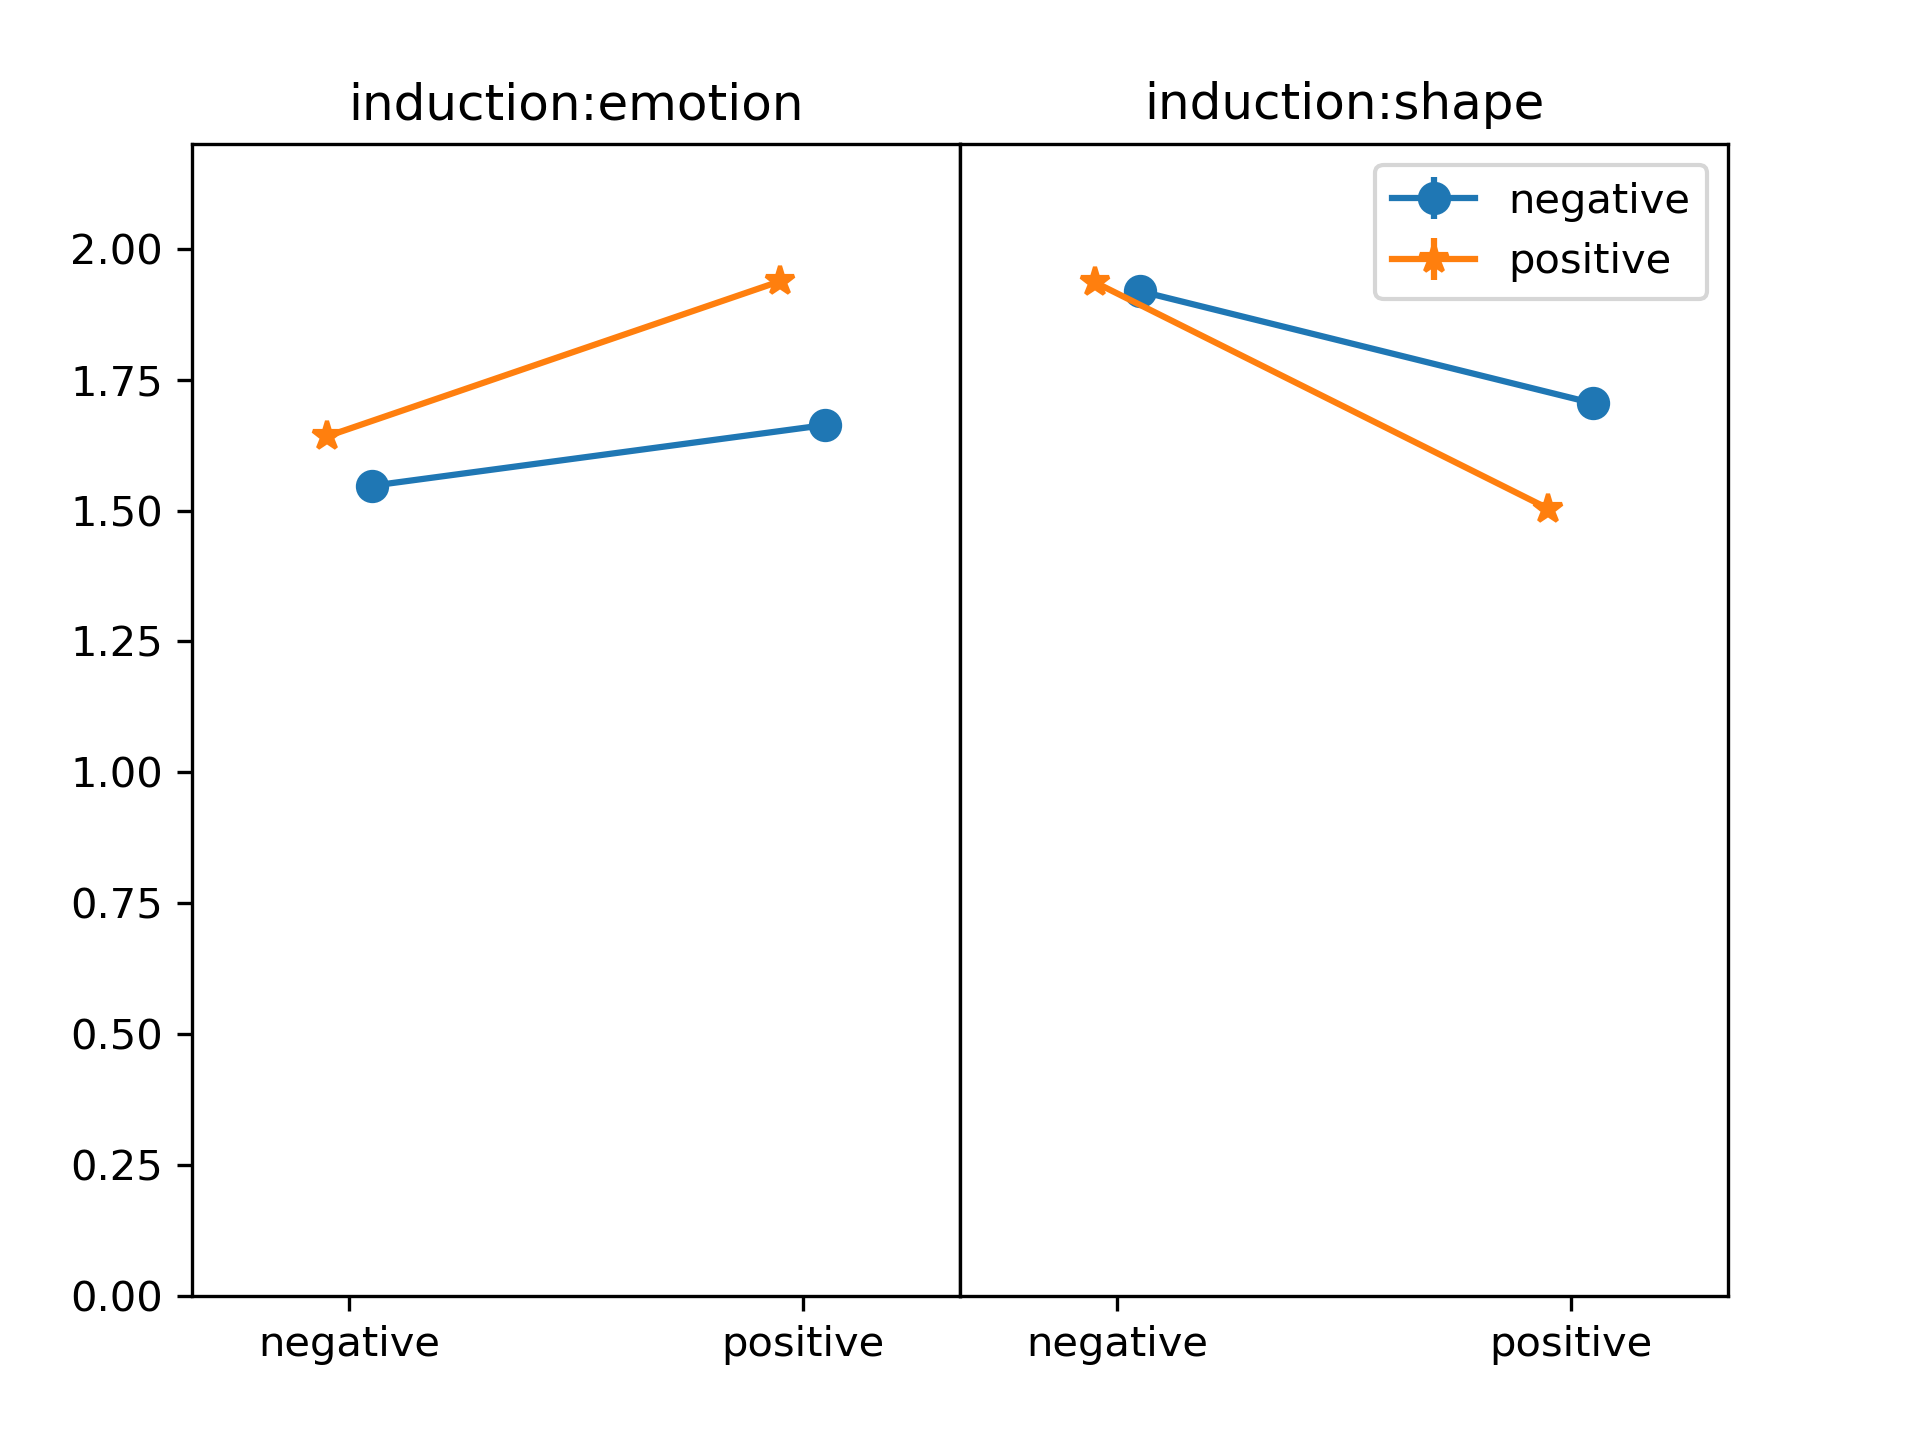 induction:emotion
induction:shape
negative
positive
2.00
1.75
1.50
1.25
1.00
0.75
0.50
0.25
0.00
negative
positive
negative
positive